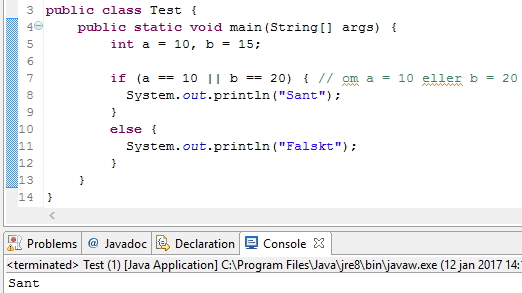 3 public class Test {
4 public static void main(String[] args) {
5 int a = 10, b = 15;
6
7 if (a == 10 || b == 20) { // om a = 10 eller b = 20
8 System.out.println("Sant");
9 }
10 else {
11 System.out.println("Falskt");
12 }
13 }
14 }
Problems @ Javadoc Declaration Console
<terminated> Test (1) [Java Application] C:\Program Files\Java\jre8\bin\javaw.exe (12 jan 2017 14:
Sant